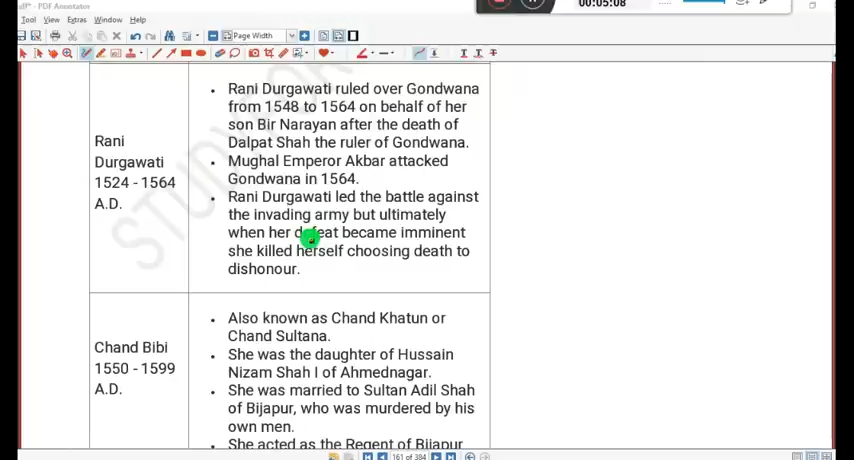 00:05:08
off* - PDF Annotator
Tool View Extras Window Help
Page Width
Rani
Durgawati
1524 - 1564
A.D.
• Rani Durgawati ruled over Gondwana
from 1548 to 1564 on behalf of her
son Bir Narayan after the death of
Dalpat Shah the ruler of Gondwana.
• Mughal Emperor Akbar attacked
Gondwana in 1564.
• Rani Durgawati led the battle against
the invading army but ultimately
when her defeat became imminent
she killed herself choosing death to
dishonour.
Chand Bibi
1550 - 1599
A.D.
• Also known as Chand Khatun or
Chand Sultana.
• She was the daughter of Hussain
Nizam Shah I of Ahmednagar.
• She was married to Sultan Adil Shah
of Bijapur, who was murdered by his
own men.
• She acted as the Regent of Bijapur
161 of 384